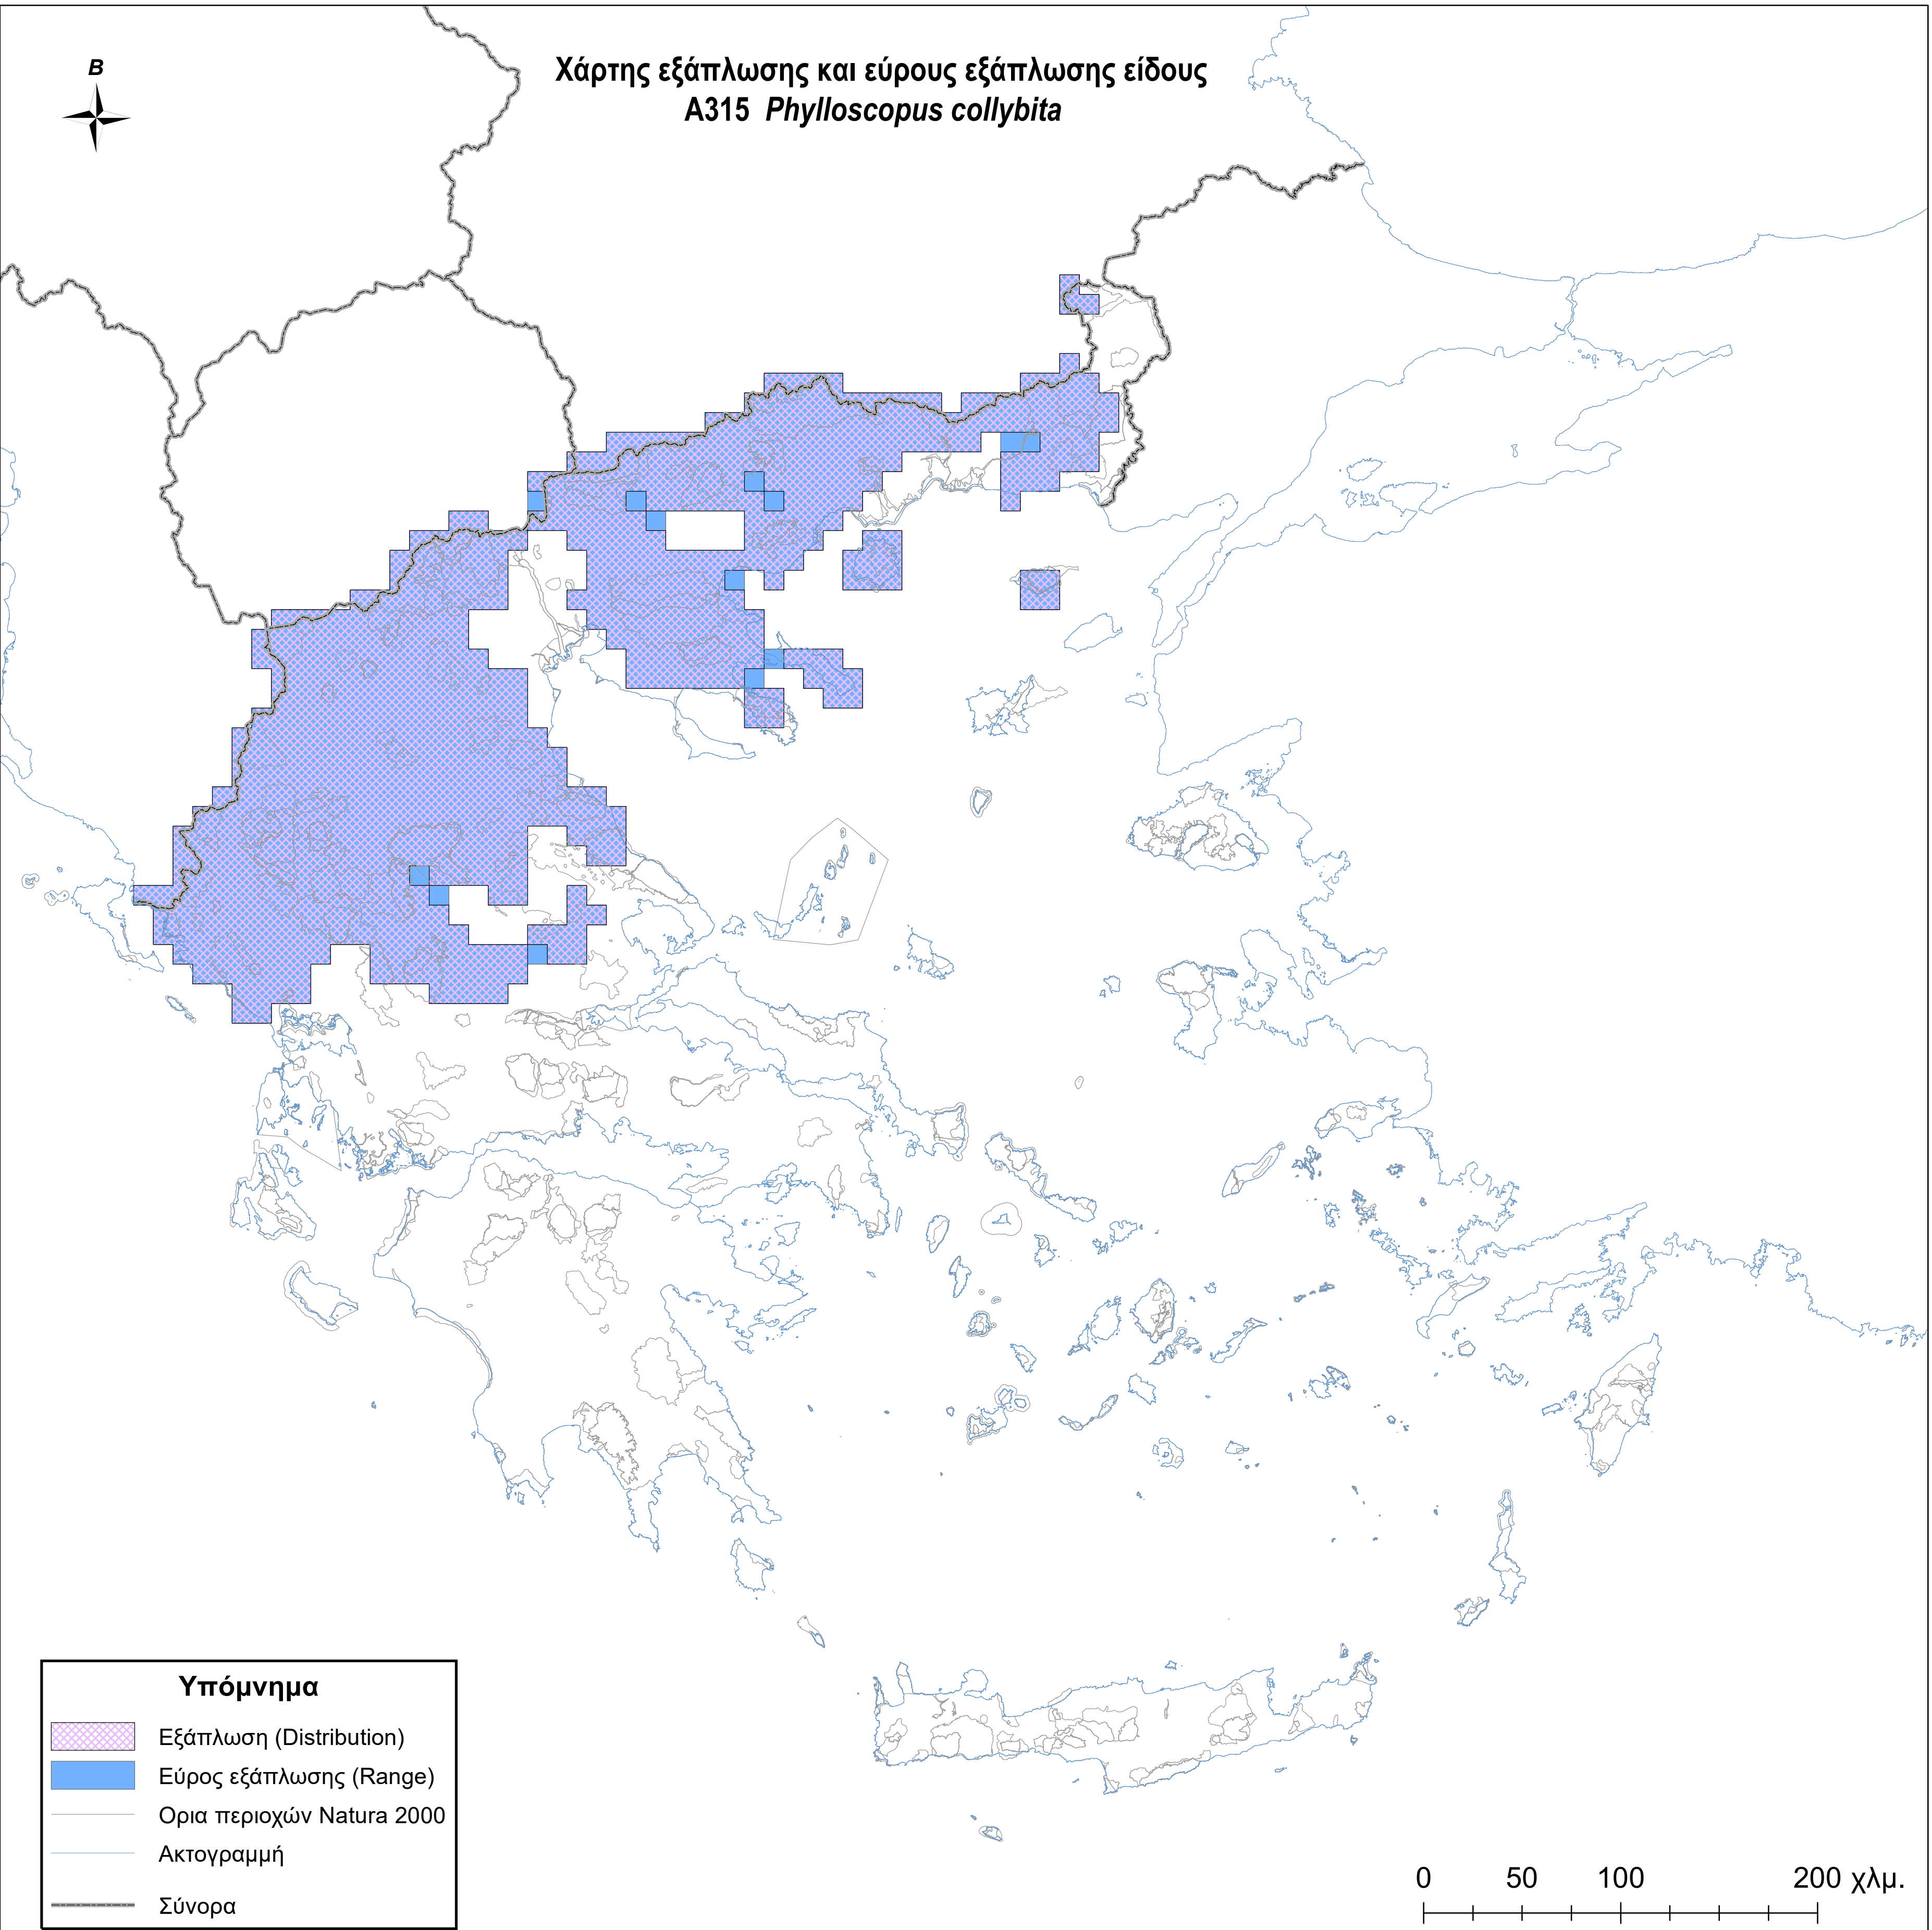 B
Χάρτης εξάπλωσης και εύρους εξάπλωσης είδους
A315 Phylloscopus collybita
Υπόμνημα
Εξάπλωση (Distribution)
Εύρος εξάπλωσης (Range)
Ορια περιοχών Natura 2000
Ακτογραμμή
Σύνορα
0 50 100 200 χλμ.